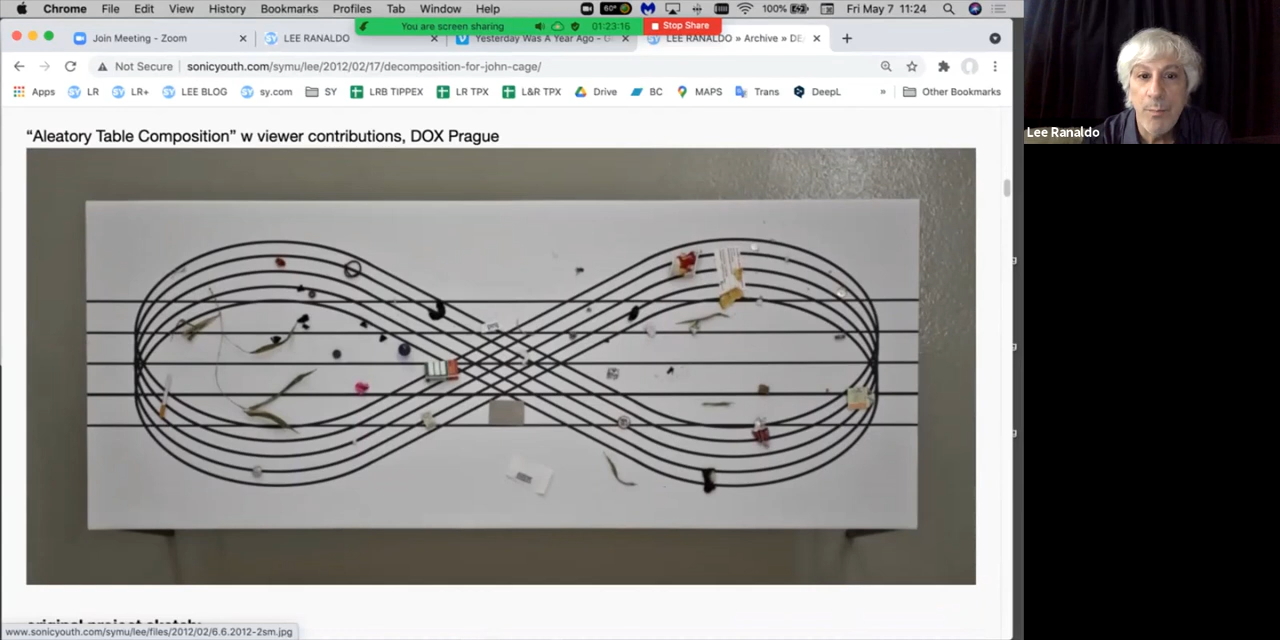 Chrome File Edit View History Bookmarks Profiles Tab Window Help 60° 100% Fri May 7 11:24
You are screen sharing 01:23:16 Stop Share
Join Meeting - Zoom LEE RANALDO Yesterday Was A Year Ago - G LEE RANALDO » Archive » DE
Not Secure sonicyouth.com/symu/lee/2012/02/17/decomposition-for-john-cage/
Apps LR LR+ LEE BLOG sy.com SY LRB TIPPEX LR TPX L&R TPX Drive BC MAPS Trans DeepL » Other Bookmarks
Lee Ranaldo
“Aleatory Table Composition” w viewer contributions, DOX Prague
www.sonicyouth.com/symu/lee/files/2012/02/6.6.2012-2sm.jpg